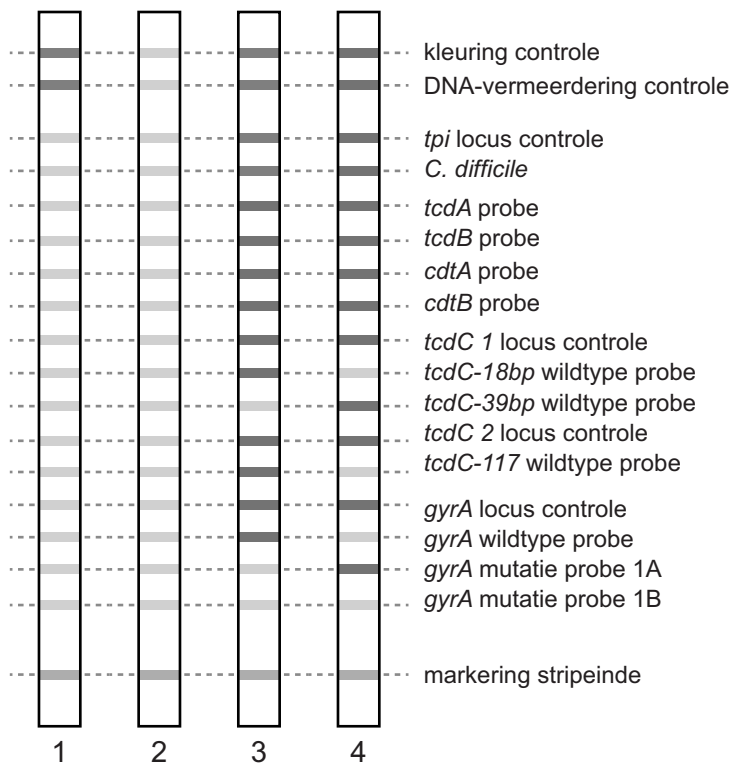 kleuring controle
DNA-vermeerdering controle
tpi locus controle
C. difficile
tcdA probe
tcdB probe
cdtA probe
cdtB probe
tcdC 1 locus controle
tcdC-18bp wildtype probe
tcdC-39bp wildtype probe
tcdC 2 locus controle
tcdC-117 wildtype probe
gyrA locus controle
gyrA wildtype probe
gyrA mutatie probe 1A
gyrA mutatie probe 1B
markering stripeinde
1 2 3 4